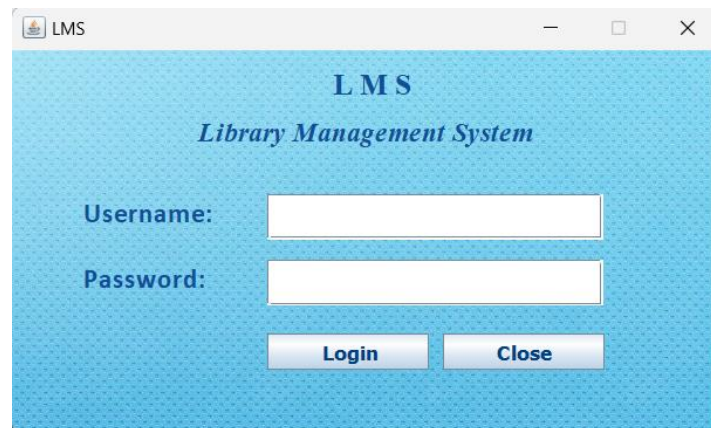 LMS
L M S
Library Management System
Username:
Password:
Login Close